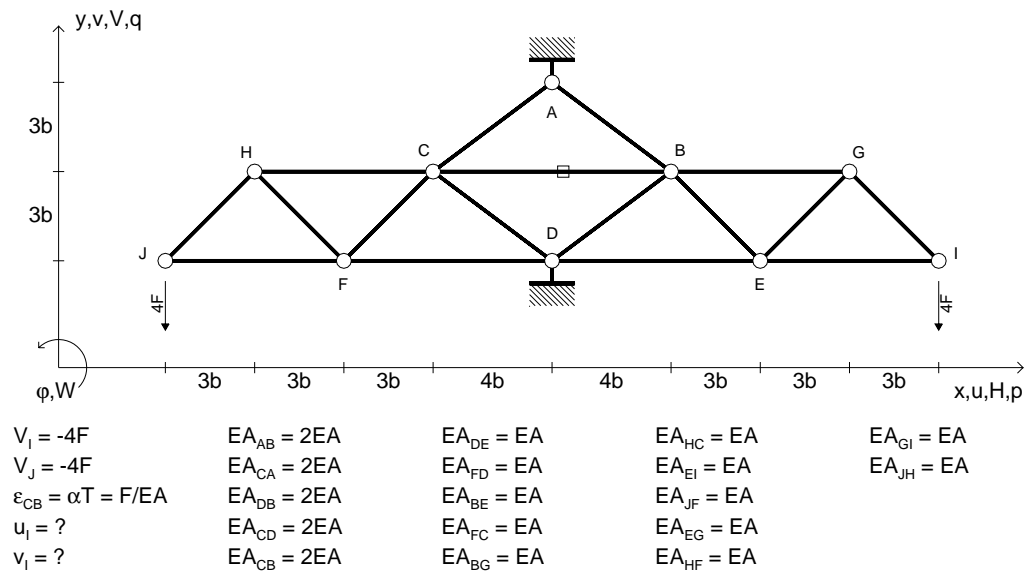 y,v,V,q
A
3b
H
C
B
G
3b
D
J
I
F
E
4F
4F
3b
3b
3b
4b
4b
3b
3b
3b
φ,W
x,u,H,p
V_I = -4F
EA_AB = 2EA
EA_DE = EA
EA_HC = EA
EA_GI = EA
V_J = -4F
EA_CA = 2EA
EA_FD = EA
EA_EI = EA
EA_JH = EA
ε_CB = αT = F/EA
EA_DB = 2EA
EA_BE = EA
EA_JF = EA
u_I = ?
EA_CD = 2EA
EA_FC = EA
EA_EG = EA
v_I = ?
EA_CB = 2EA
EA_BG = EA
EA_HF = EA